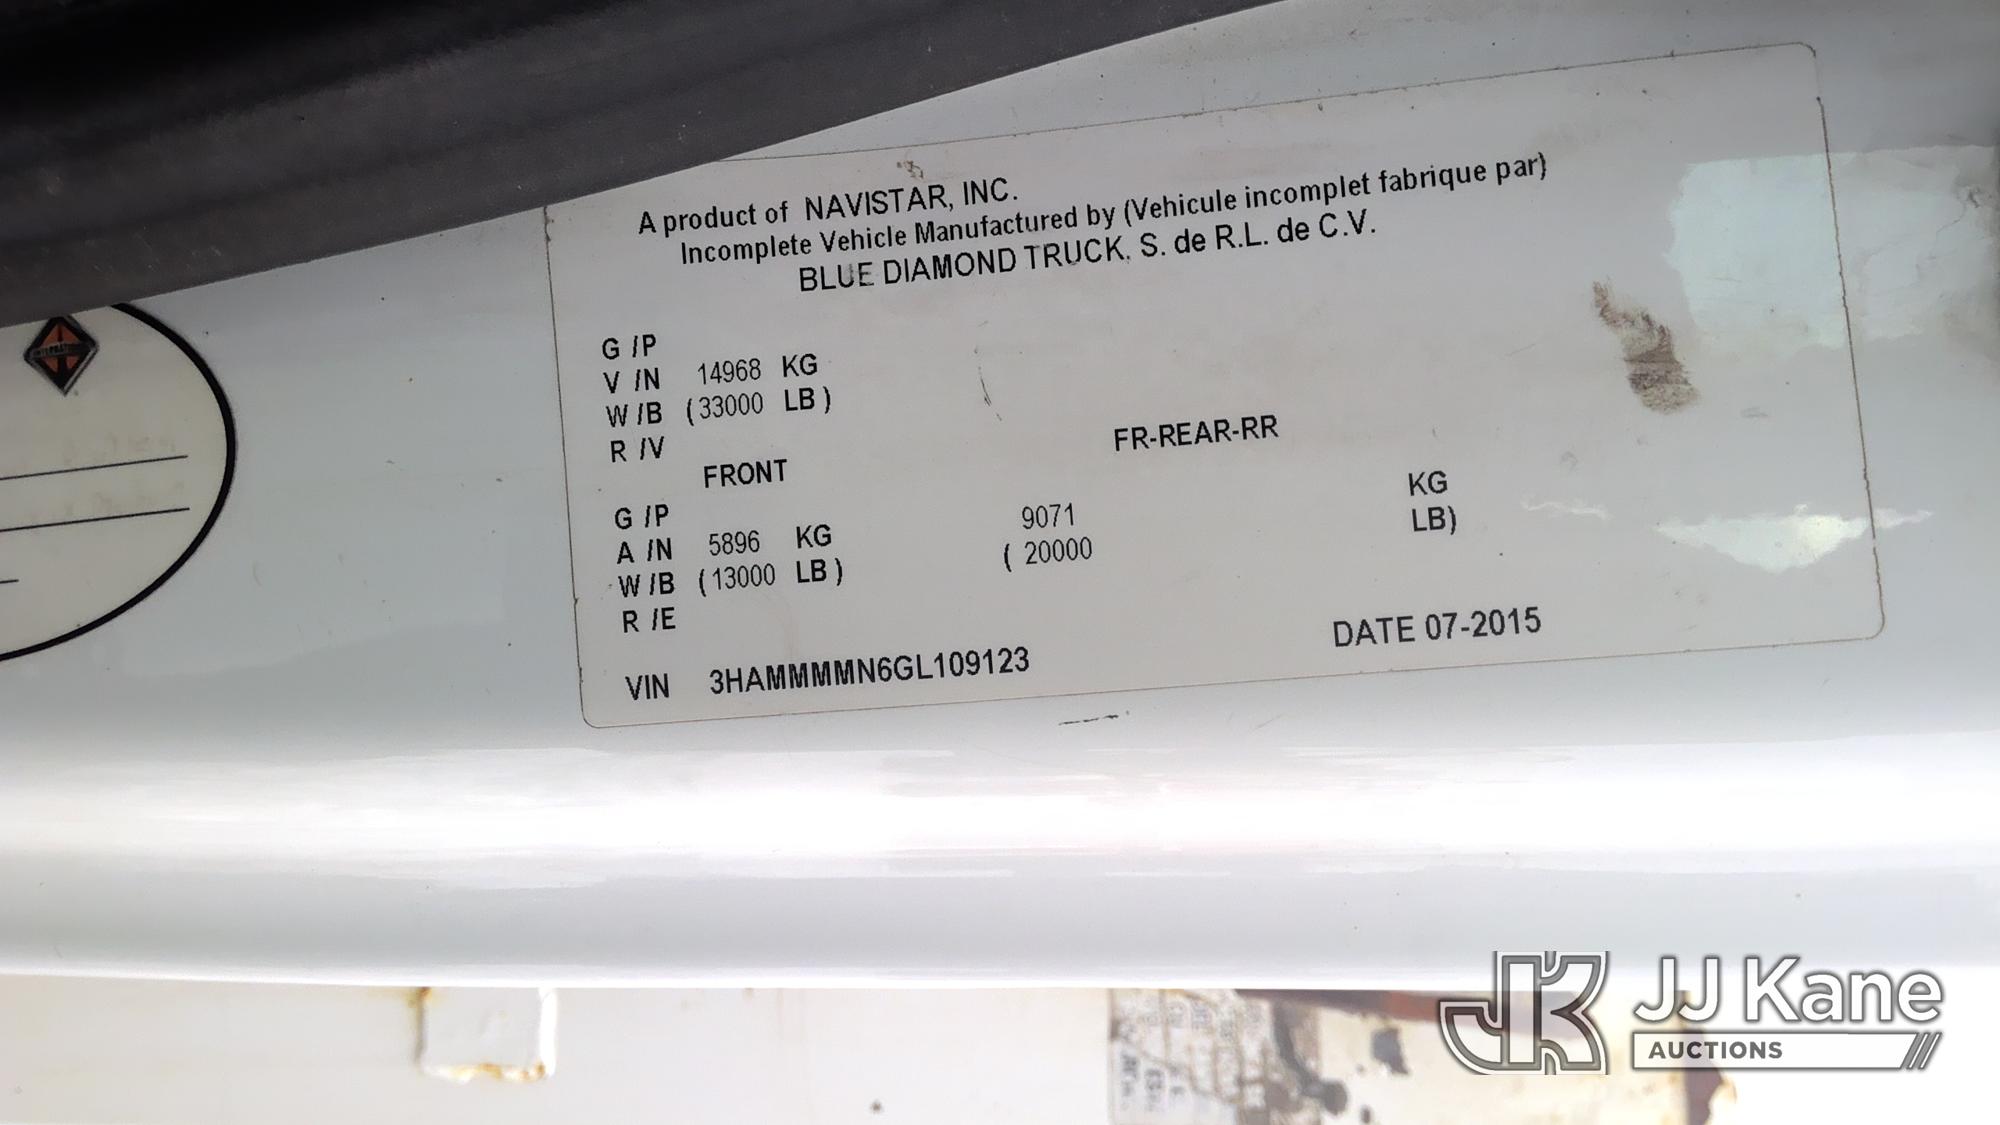 A product of NAVISTAR, INC.
Incomplete Vehicle Manufactured by (Vehicule incomplet fabrique par)
BLUE DIAMOND TRUCK, S. de R.L. de C.V.
G /P
V /N 14968 KG
W /B (33000 LB)
R /V
FRONT FR-REAR-RR
G /P
A /N 5896 KG 9071 KG
W /B (13000 LB) ( 20000 LB)
R /E
VIN 3HAMMMMN6GL109123 DATE 07-2015
INTERNATIONAL
JK JJ Kane
AUCTIONS